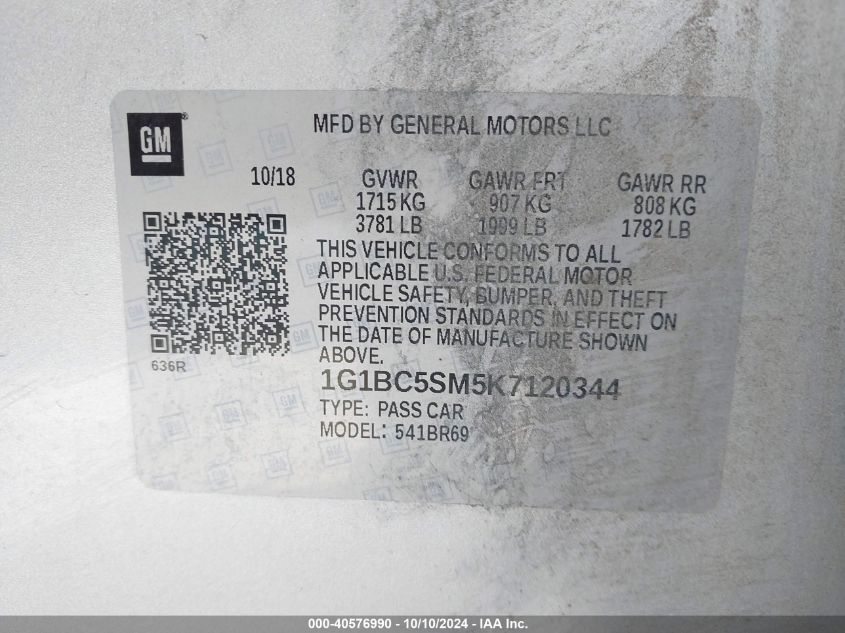 GM
MFD BY GENERAL MOTORS LLC
10/18 GVWR GAWR FRT GAWR RR
1715 KG 907 KG 808 KG
3781 LB 1999 LB 1782 LB
THIS VEHICLE CONFORMS TO ALL
APPLICABLE U.S. FEDERAL MOTOR
VEHICLE SAFETY, BUMPER, AND THEFT
PREVENTION STANDARDS IN EFFECT ON
THE DATE OF MANUFACTURE SHOWN
ABOVE.
636R
1G1BC5SM5K7120344
TYPE: PASS CAR
MODEL: 541BR69
000-40576990 - 10/10/2024 - IAA Inc.